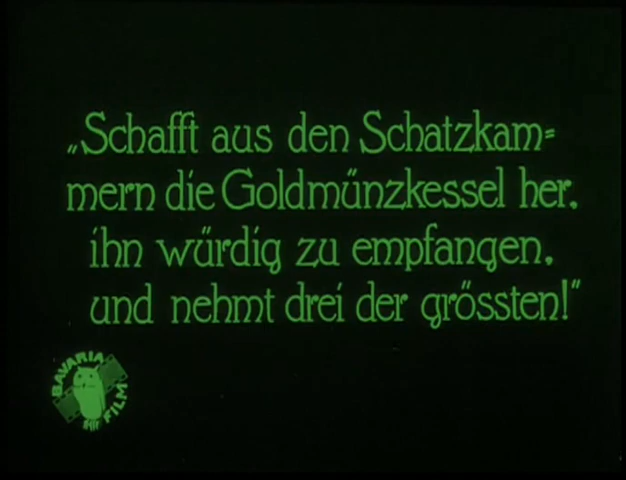 „Schafft aus den Schatzkam=
mern die Goldmünzkessel her,
ihn würdig zu empfangen,
und nehmt drei der grössten!"
BAVARIA
FILM